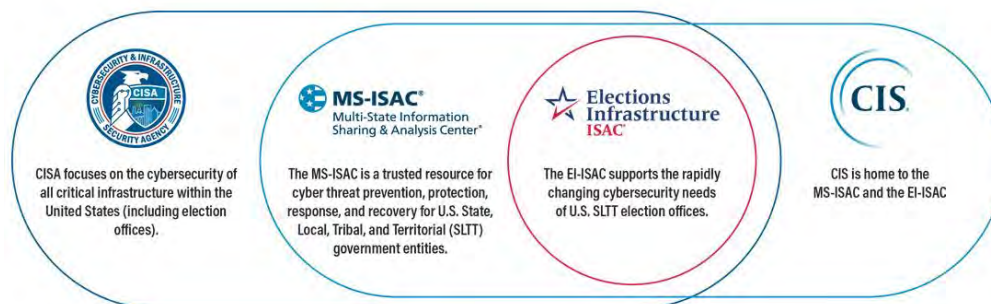 CYBERSECURITY & INFRASTRUCTURE
SECURITY AGENCY
CISA
CISA focuses on the cybersecurity of
all critical infrastructure within the
United States (including election
offices).
MS-ISAC®
Multi-State Information
Sharing & Analysis Center®
The MS-ISAC is a trusted resource for
cyber threat prevention, protection,
response, and recovery for U.S. State,
Local, Tribal, and Territorial (SLTT)
government entities.
Elections
Infrastructure
ISAC®
The EI-ISAC supports the rapidly
changing cybersecurity needs
of U.S. SLTT election offices.
CIS®
CIS is home to the
MS-ISAC and the EI-ISAC